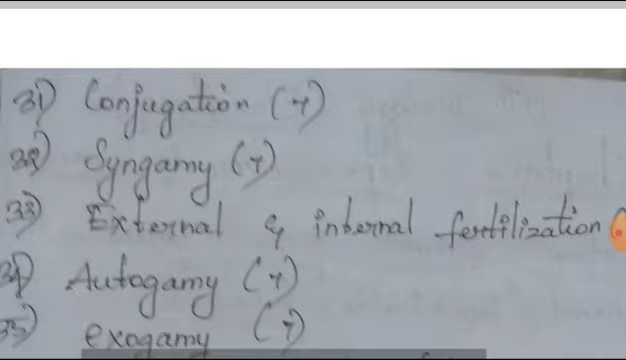 31) Conjugation (7)
32) Syngamy (7)
33) External & internal fertilization
34) Autogamy (7)
35) exogamy (7)